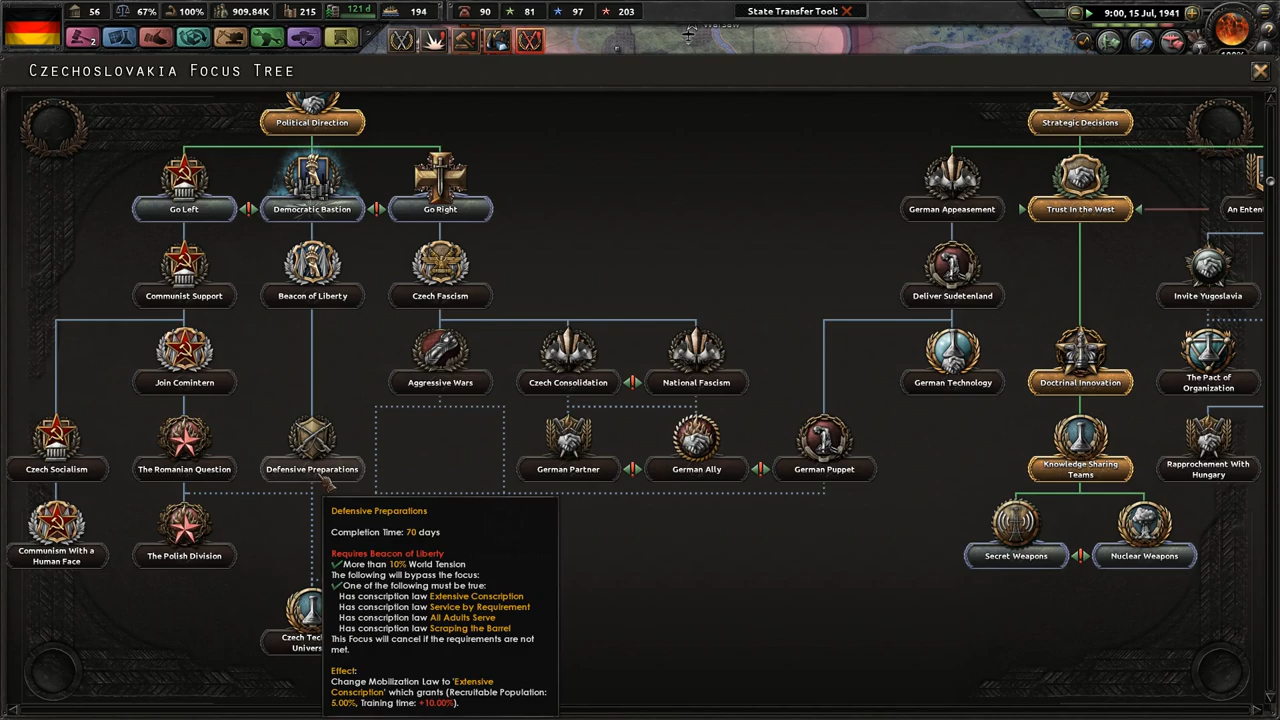 56 67% 100% 909.84K 215 121 d 194 90 81 97 203 State Transfer Tool: 9:00, 15 Jul, 1941
2
Warsaw
100%
CZECHOSLOVAKIA FOCUS TREE
Political Direction
Strategic Decisions
Go Left
Democratic Bastion
Go Right
German Appeasement
Trust In the West
An Enten
Communist Support
Beacon of Liberty
Czech Fascism
Deliver Sudetenland
Invite Yugoslavia
Join Comintern
Aggressive Wars
Czech Consolidation
National Fascism
German Technology
Doctrinal Innovation
The Pact of
Organization
Czech Socialism
The Romanian Question
Defensive Preparations
German Partner
German Ally
German Puppet
Knowledge Sharing
Teams
Rapprochement With
Hungary
Communism With a
Human Face
The Polish Division
Secret Weapons
Nuclear Weapons
Czech Tec
Univers
Defensive Preparations
Completion Time: 70 days
Requires Beacon of Liberty
More than 10% World Tension
The following will bypass the focus:
One of the following must be true:
Has conscription law Extensive Conscription
Has conscription law Service by Requirement
Has conscription law All Adults Serve
Has conscription law Scraping the Barrel
This Focus will cancel if the requirements are not
met.
Effect:
Change Mobilization Law to 'Extensive
Conscription' which grants (Recruitable Population:
5.00%, Training time: +10.00%).